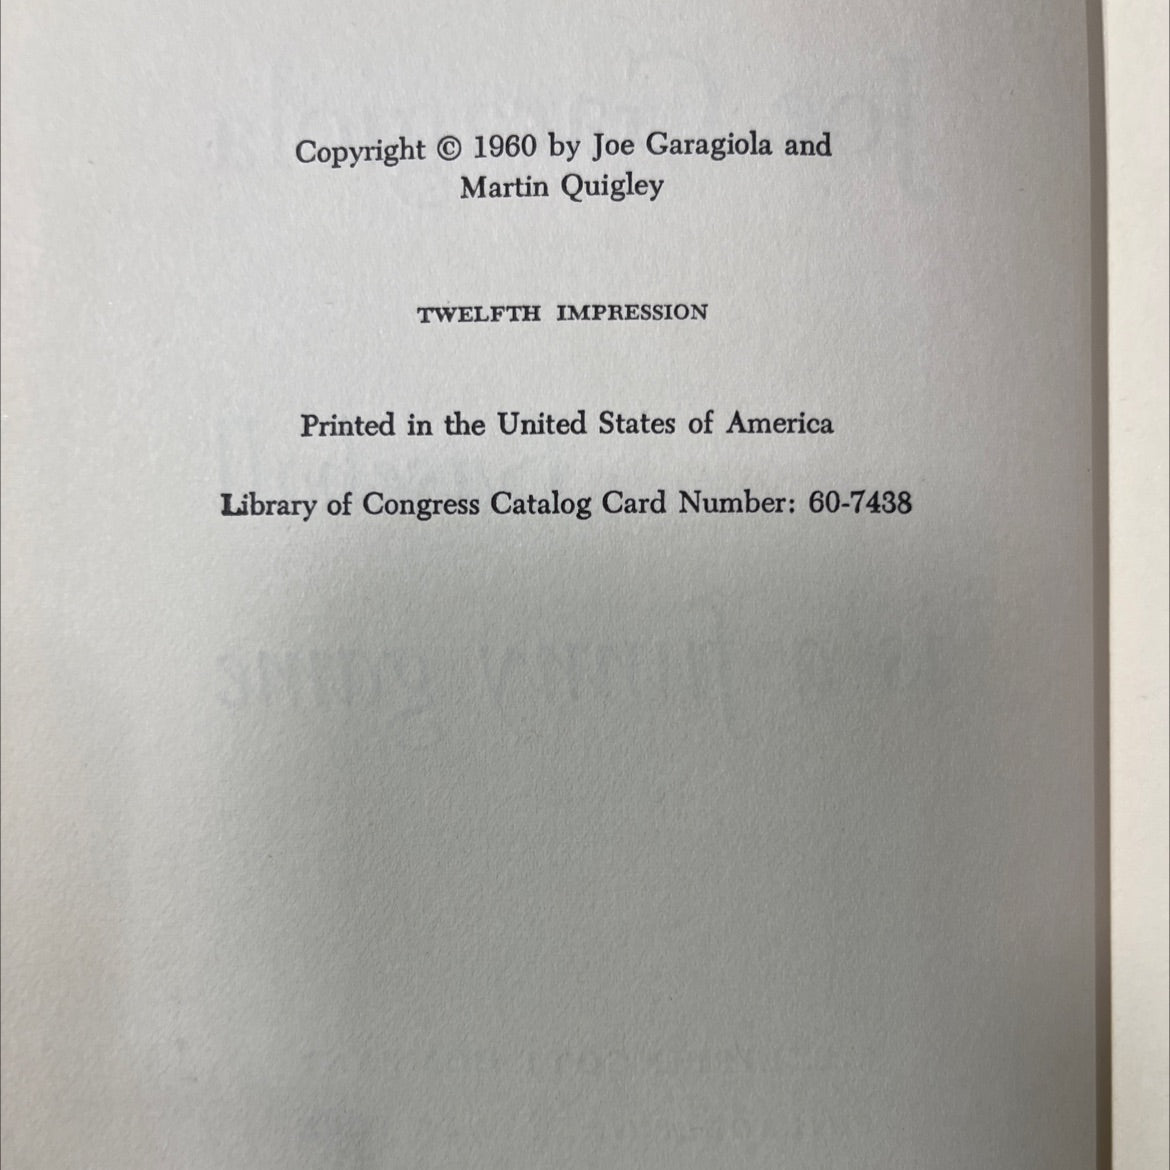 Copyright © 1960 by Joe Garagiola and
Martin Quigley
TWELFTH IMPRESSION
Printed in the United States of America
Library of Congress Catalog Card Number: 60-7438